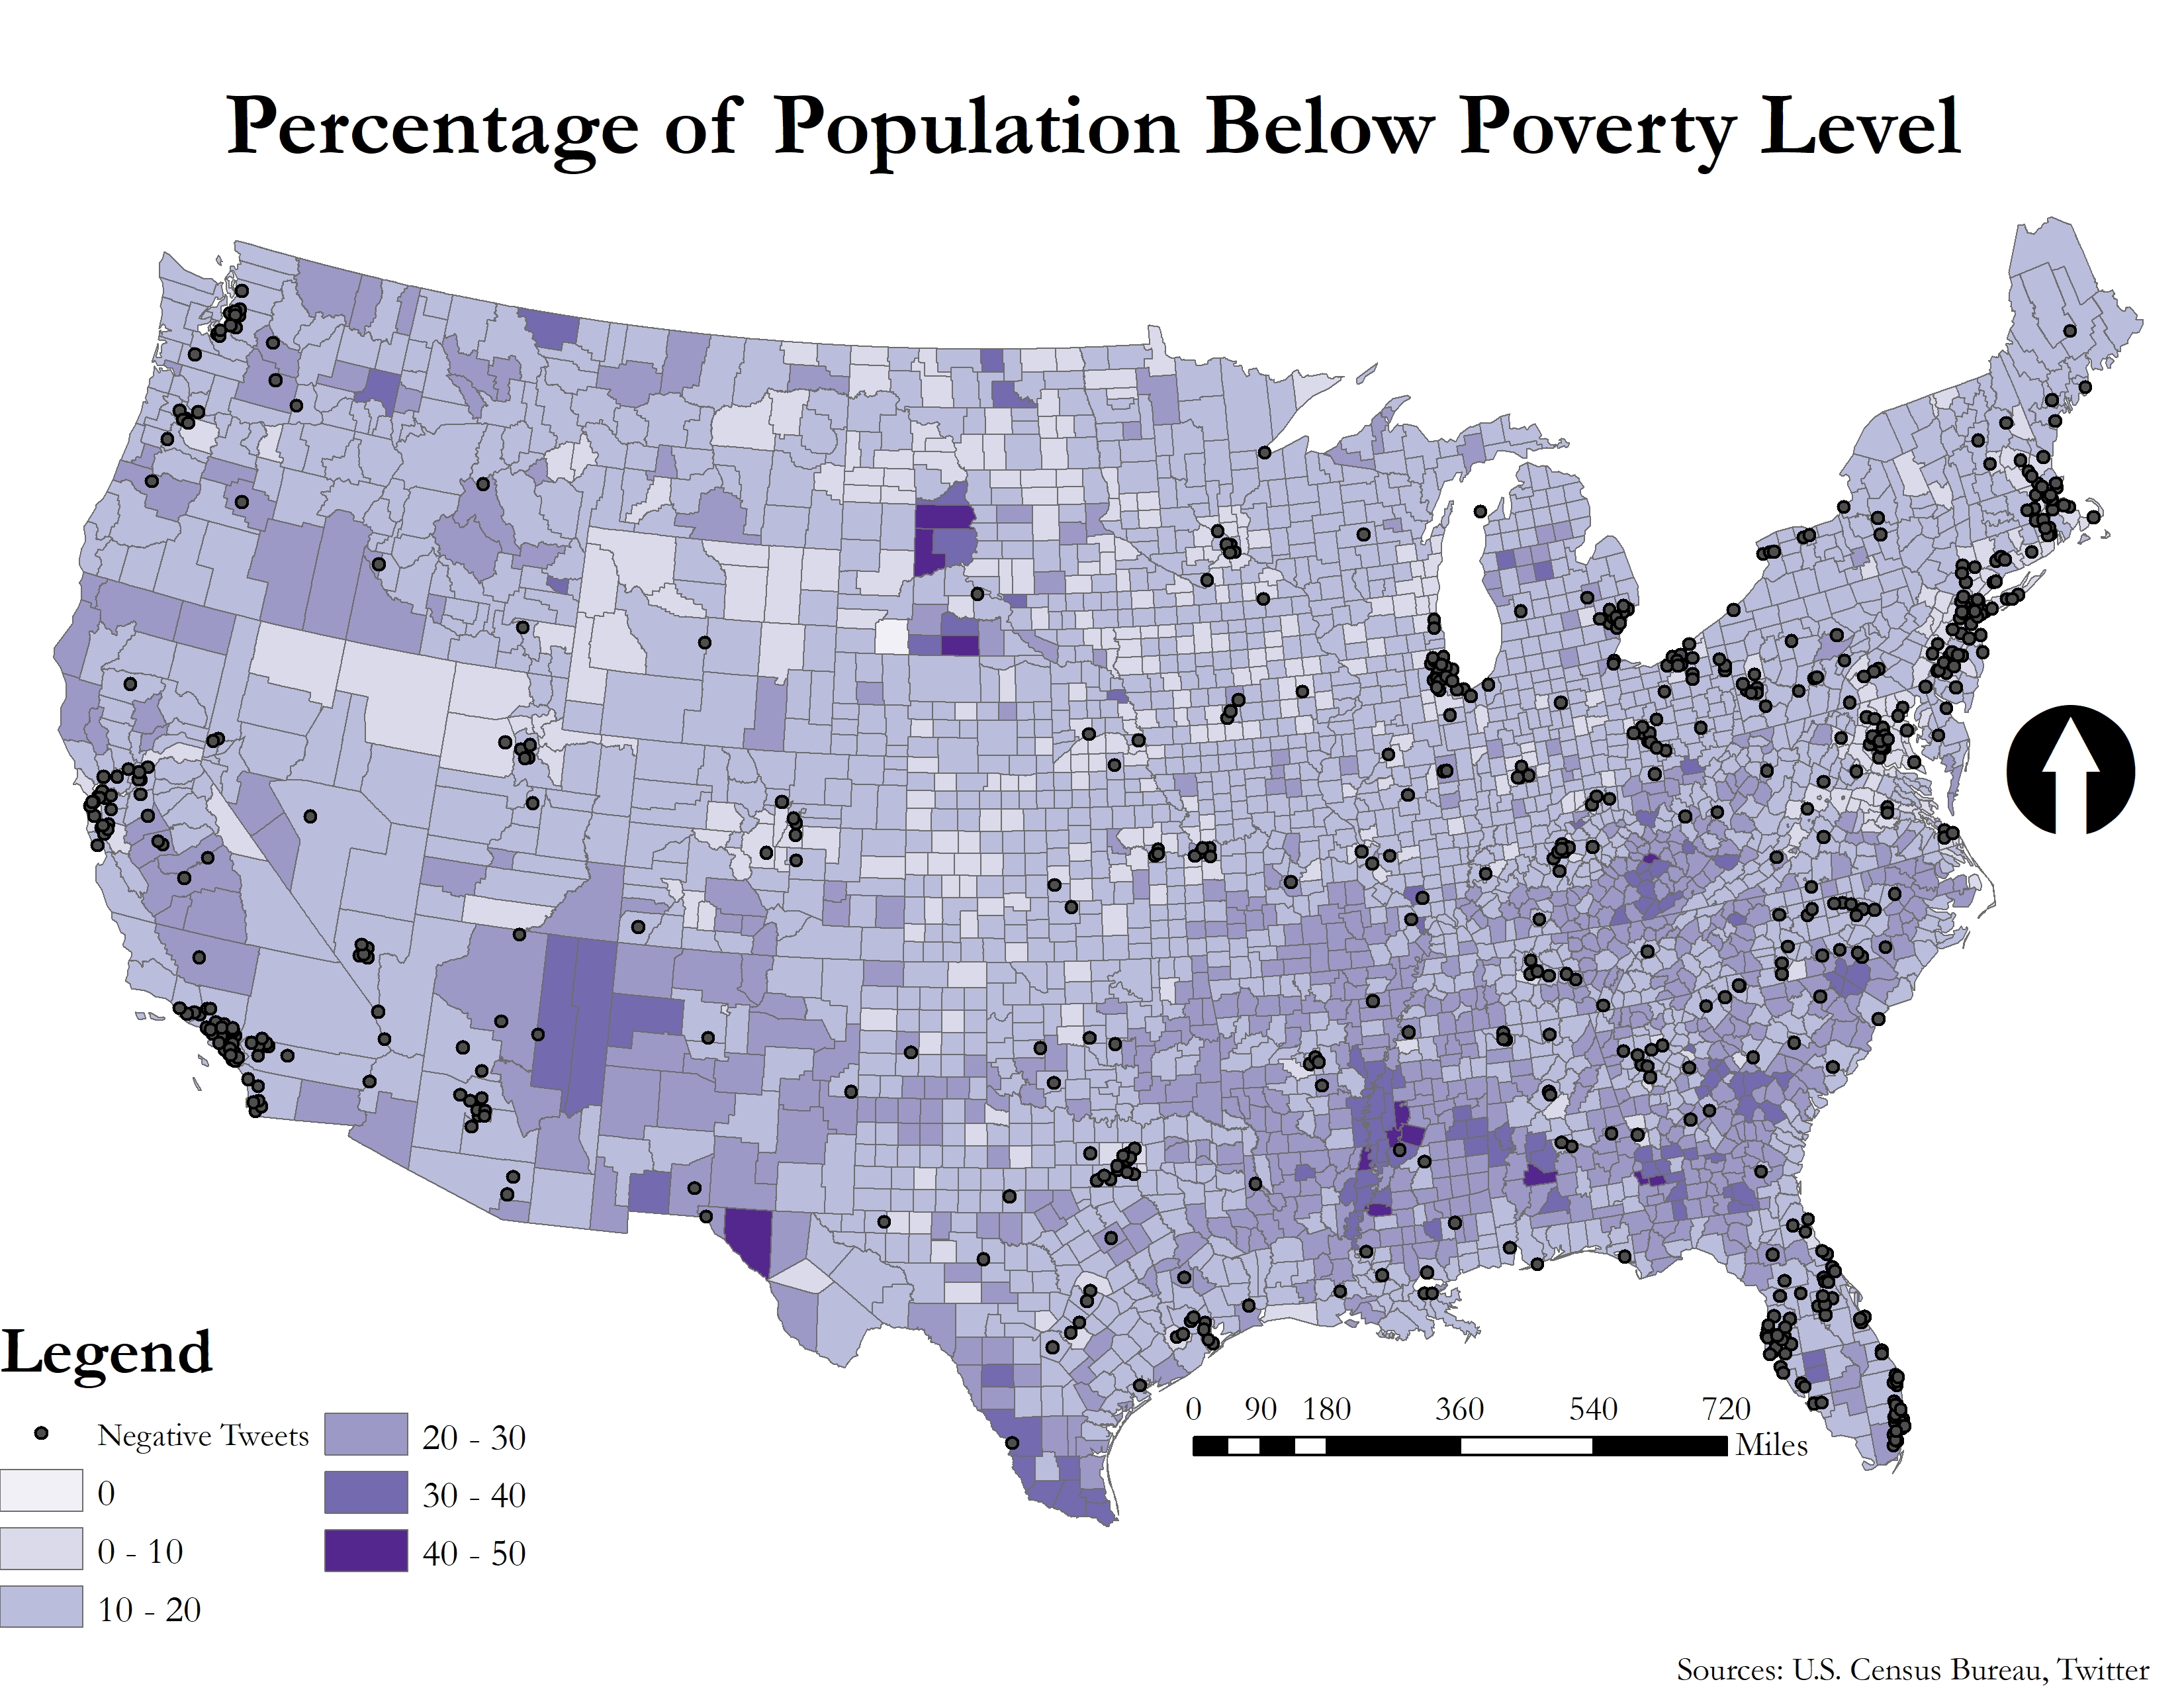 Percentage of Population Below Poverty Level
Legend
Negative Tweets
0
0 - 10
10 - 20
20 - 30
30 - 40
40 - 50
0 90 180 360 540 720
Miles
Sources: U.S. Census Bureau, Twitter